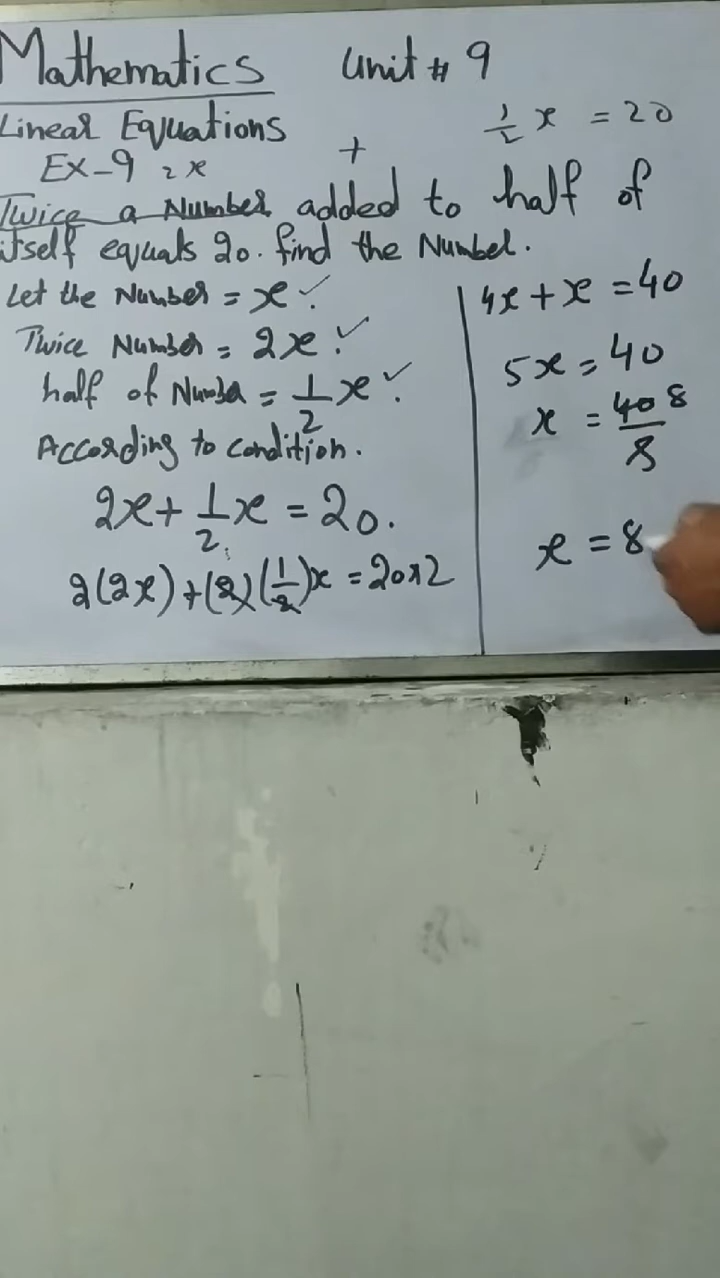 Mathematics Unit # 9
Linear Equations
+ 1/2 x = 20
Ex-9 2x
Twice a Number added to half of
itself equals 20. find the Number.
Let the Number = x ✓.
Twice Number = 2x ✓.
half of Number = 1/2 x ✓.
According to condition.
2x + 1/2 x = 20.
2(2x) + (2)(1/2)x = 20x2
4x + x = 40
5x = 40
x = 40/5 8
x = 8